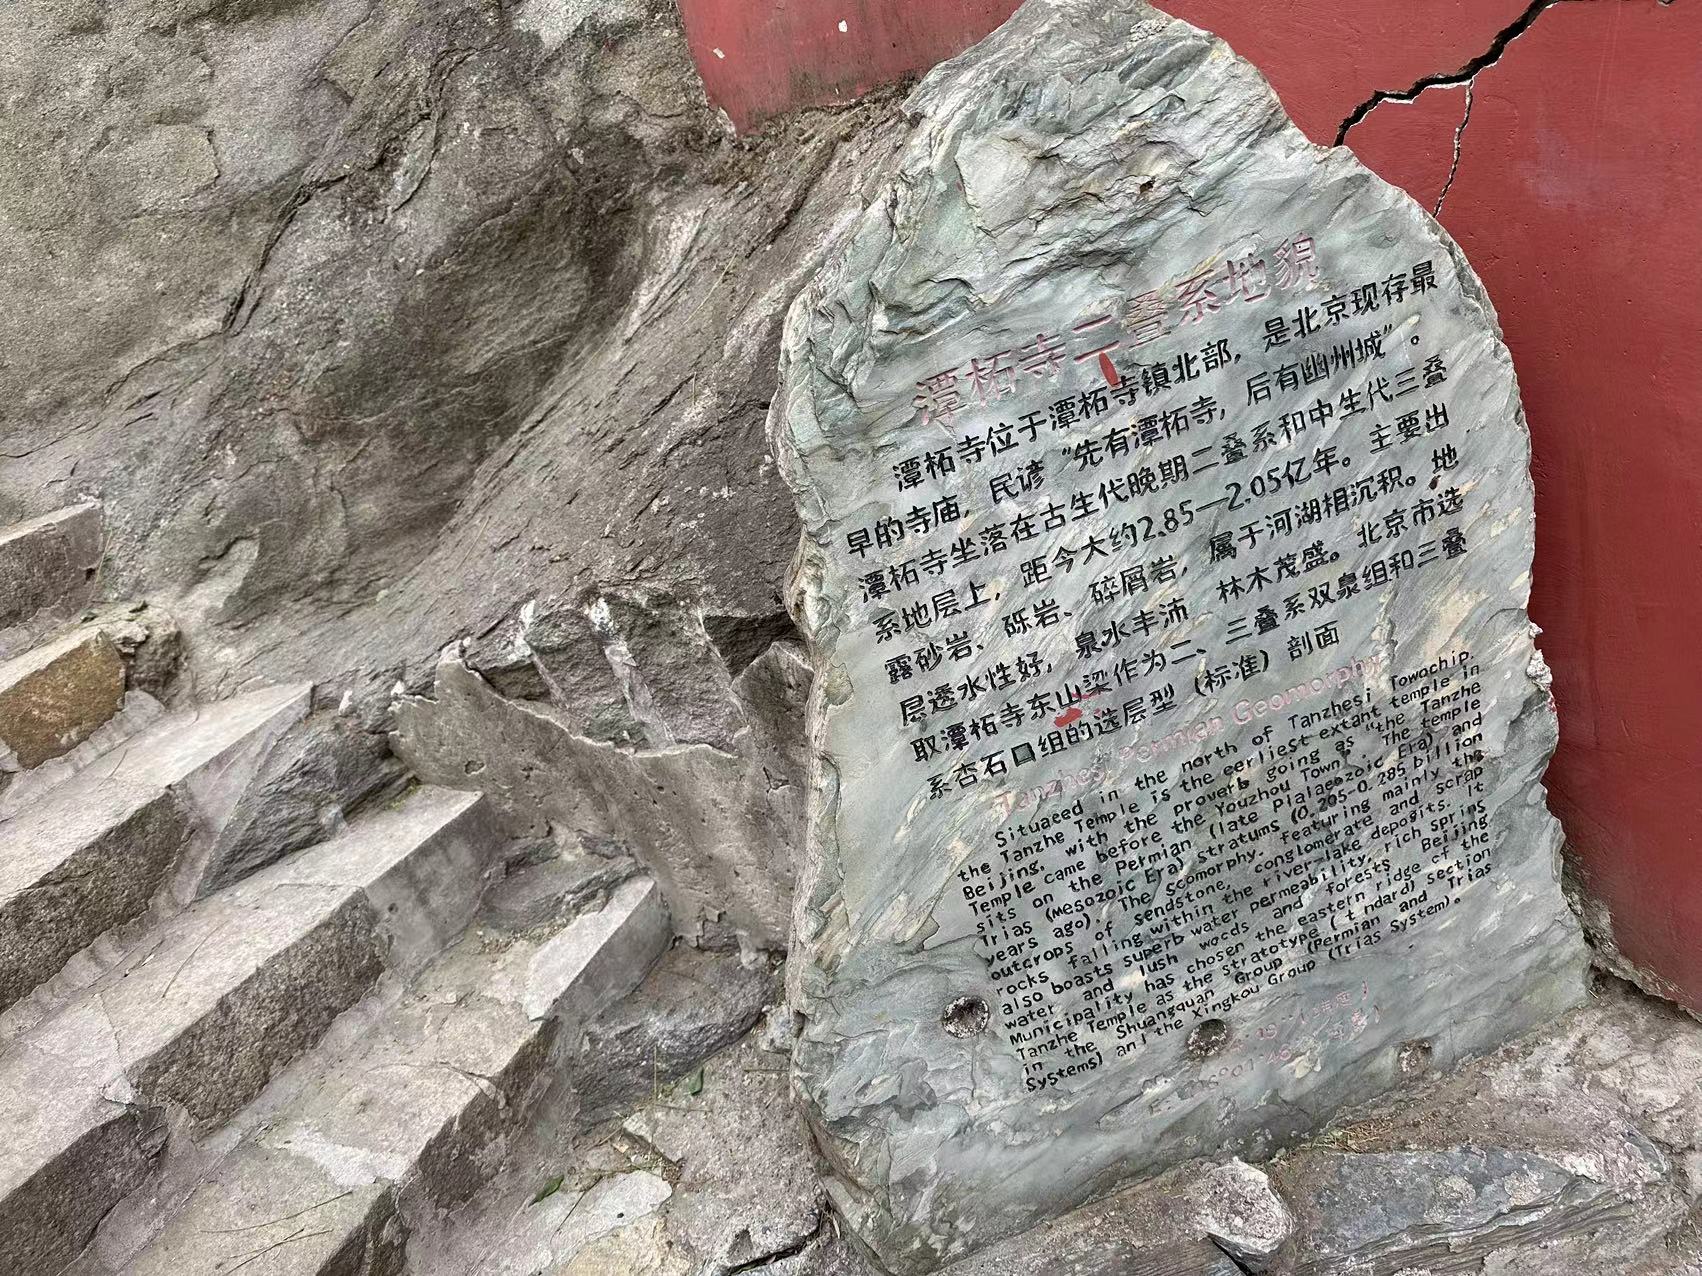 潭柘寺二叠系地貌
潭柘寺位于潭柘寺镇北部，是北京现存最
早的寺庙，民谚“先有潭柘寺，后有幽州城”。
潭柘寺坐落在古生代晚期二叠系和中生代三叠
系地层上，距今大约2.85—2.05亿年。主要出
露砂岩、砾岩、碎屑岩，属于河湖相沉积。地
层透水性好，泉水丰沛 林木茂盛。北京市选
取潭柘寺东山梁作为二、三叠系双泉组和三叠
系杏石口组的选层型（标准）剖面
Tanzhesi Permian Geomorphy
Situaeed in the north of Tanzhesi Towochip,
the Tanzhe Temple is the eerliest extant temple in
Beijing, with the proverb going as "the Tanzhe
Temple came before the Youzhou Town". The temple
sits on the Permian (late Plalaeozoic Era) and
Trias (Mesozoic Era) stratums (0.205-0.285 billion
years ago). The gcomorphy. featuring mainly the
outcrops of sendstone, conglomerate and scrap
rocks falling within the river-lake deposits. It
also boasts superb water permeability, rich sprins
water and lush wocds and forests. Beijing
Municipality has chosen the eastern ridge of the
Tanzhe Temple as the stratotype (t ndard) section
in the Shuangquan Group (Permian and Trias
Systems) an the Xingkou Group (Trias System).